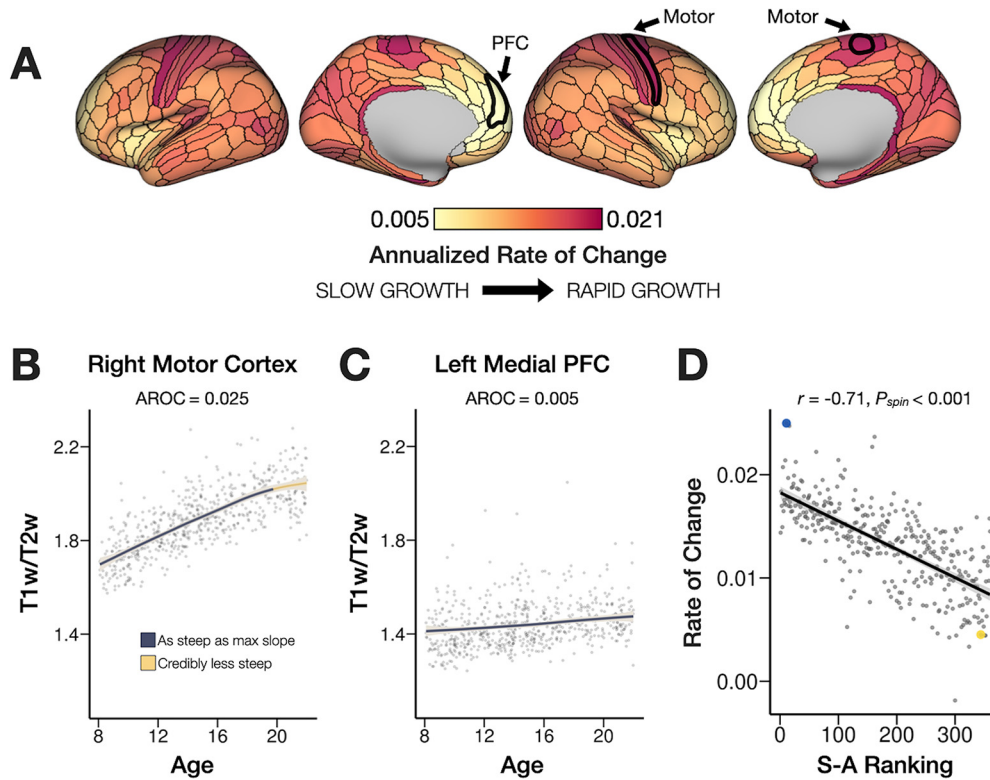 A
PFC
Motor
Motor
0.005
0.021
Annualized Rate of Change
SLOW GROWTH
RAPID GROWTH
B
Right Motor Cortex
AROC = 0.025
T1w/T2w
2.2
1.8
1.4
As steep as max slope
Credibly less steep
8
12
16
20
Age
C
Left Medial PFC
AROC = 0.005
T1w/T2w
2.2
1.8
1.4
8
12
16
20
Age
D
r = -0.71, Pspin < 0.001
Rate of Change
0.02
0.01
0.00
0
100
200
300
S-A Ranking